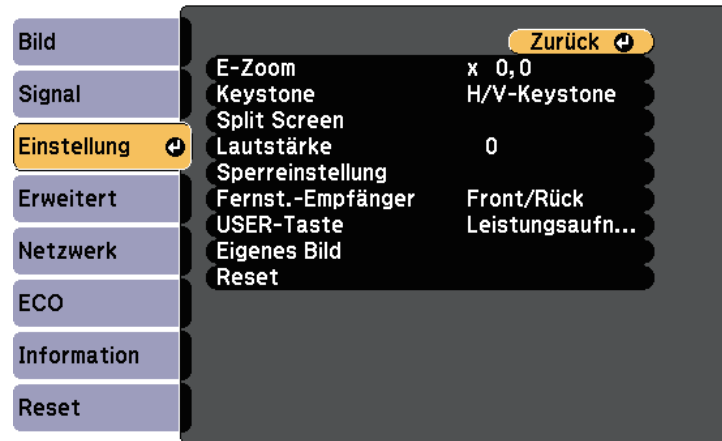 Bild
Signal
Einstellung
Erweitert
Netzwerk
ECO
Information
Reset
Zurück
E-Zoom x 0,0
Keystone H/V-Keystone
Split Screen
Lautstärke 0
Sperreinstellung
Fernst.-Empfänger Front/Rück
USER-Taste Leistungsaufn...
Eigenes Bild
Reset